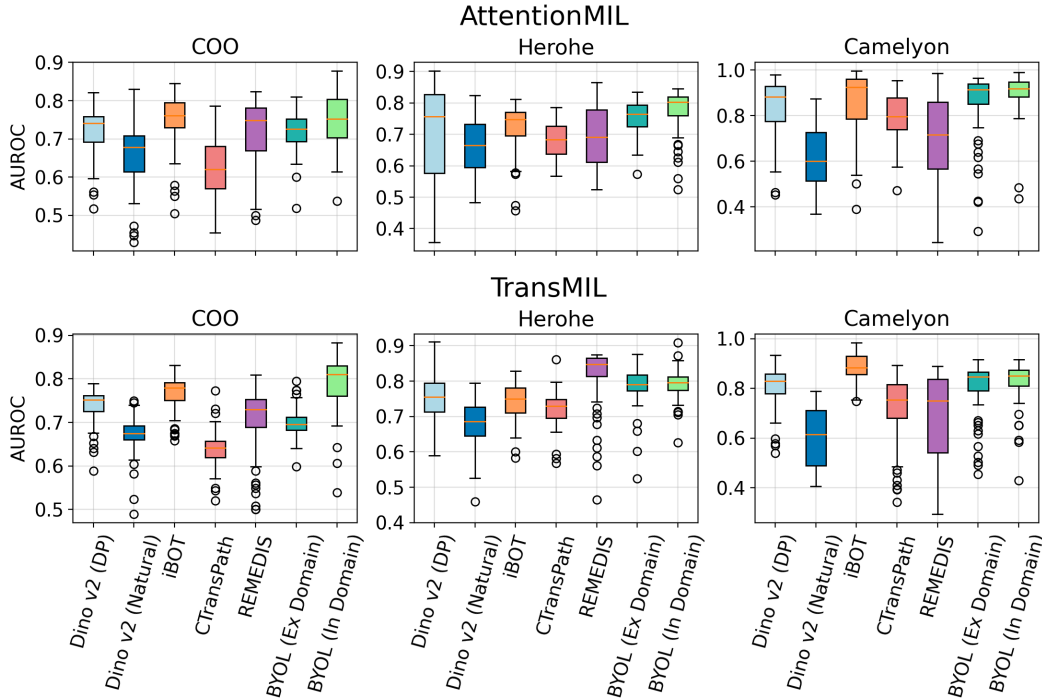 AttentionMIL
COO Herohe Camelyon
AUROC
0.9 0.8 0.7 0.6 0.5
0.9 0.8 0.7 0.6 0.5 0.4
1.0 0.8 0.6 0.4
TransMIL
COO Herohe Camelyon
AUROC
0.9 0.8 0.7 0.6 0.5
0.9 0.8 0.7 0.6 0.5 0.4
1.0 0.8 0.6 0.4
Dino v2 (DP)
Dino v2 (Natural)
iBOT
CTransPath
REMEDIS
BYOL (Ex Domain)
BYOL (In Domain)
Dino v2 (DP)
Dino v2 (Natural)
iBOT
CTransPath
REMEDIS
BYOL (Ex Domain)
BYOL (In Domain)
Dino v2 (DP)
Dino v2 (Natural)
iBOT
CTransPath
REMEDIS
BYOL (Ex Domain)
BYOL (In Domain)